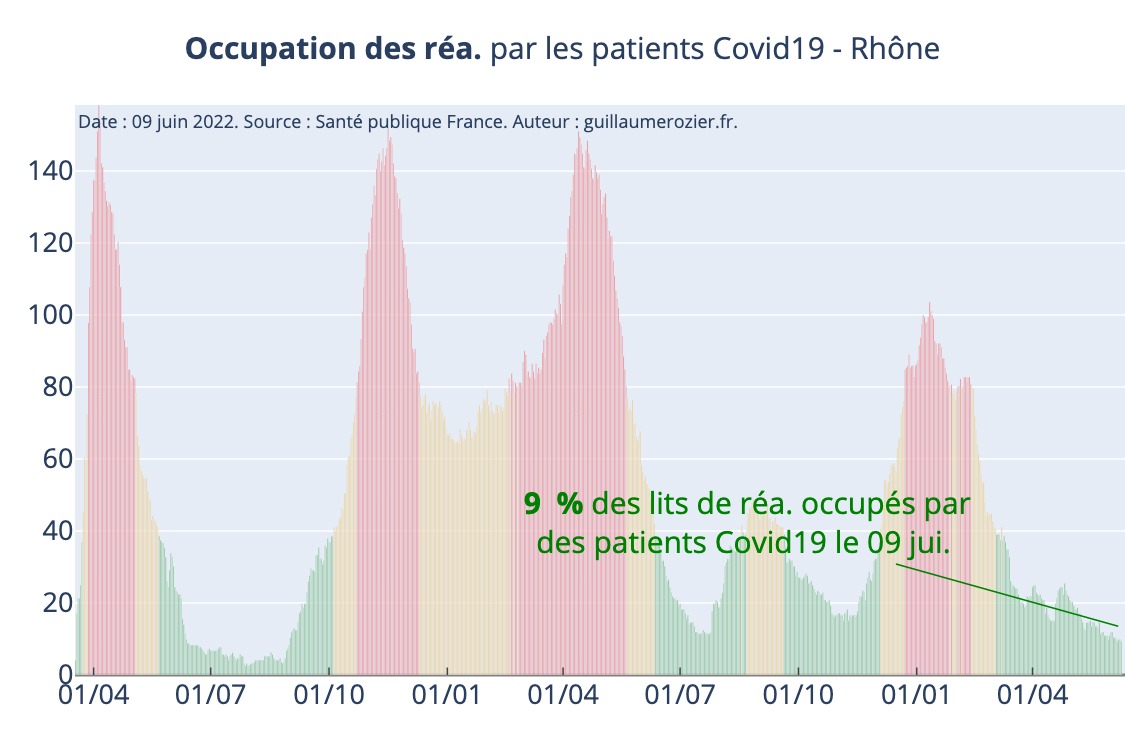 Occupation des réa. par les patients Covid19 - Rhône
Date : 09 juin 2022. Source : Santé publique France. Auteur : guillaumerozier.fr.
140
120
100
80
60
9 % des lits de réa. occupés par
des patients Covid19 le 09 jui.
40
20
0
01/04 01/07 01/10 01/01 01/04 01/07 01/10 01/01 01/04